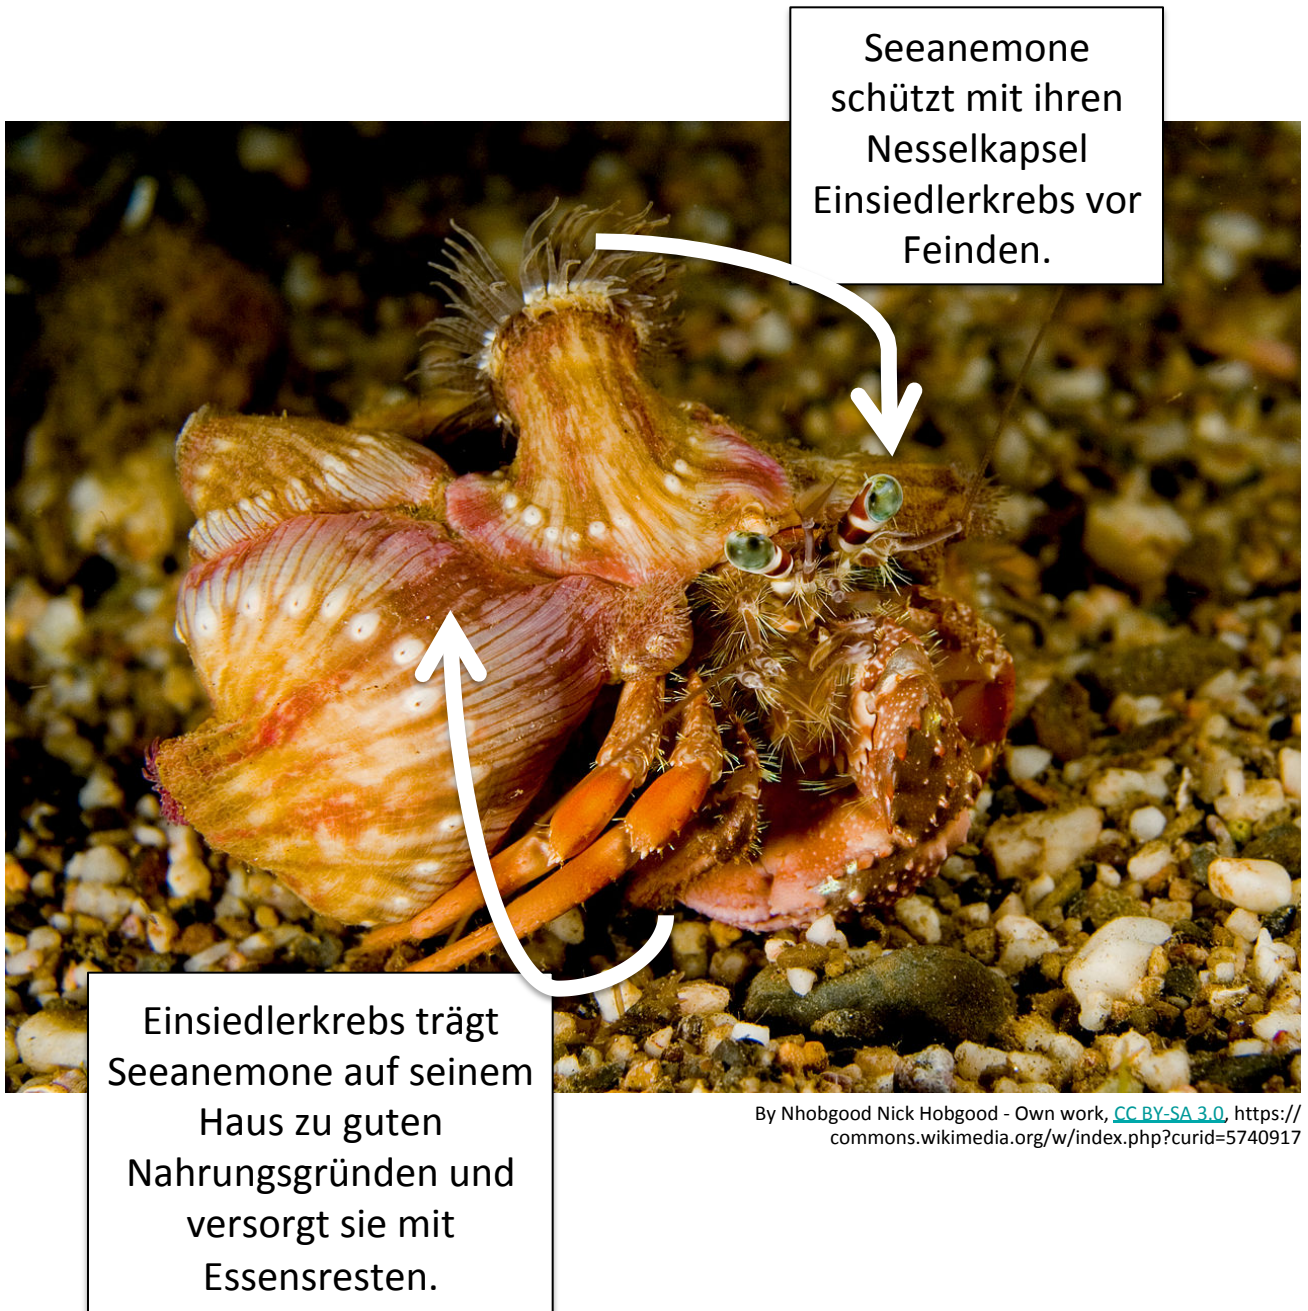 Seeanemone
schützt mit ihren
Nesselkapsel
Einsiedlerkrebs vor
Feinden.
Einsiedlerkrebs trägt
Seeanemone auf seinem
Haus zu guten
Nahrungsgründen und
versorgt sie mit
Essensresten.
By Nhobgood Nick Hobgood - Own work, CC BY-SA 3.0, https://
commons.wikimedia.org/w/index.php?curid=5740917